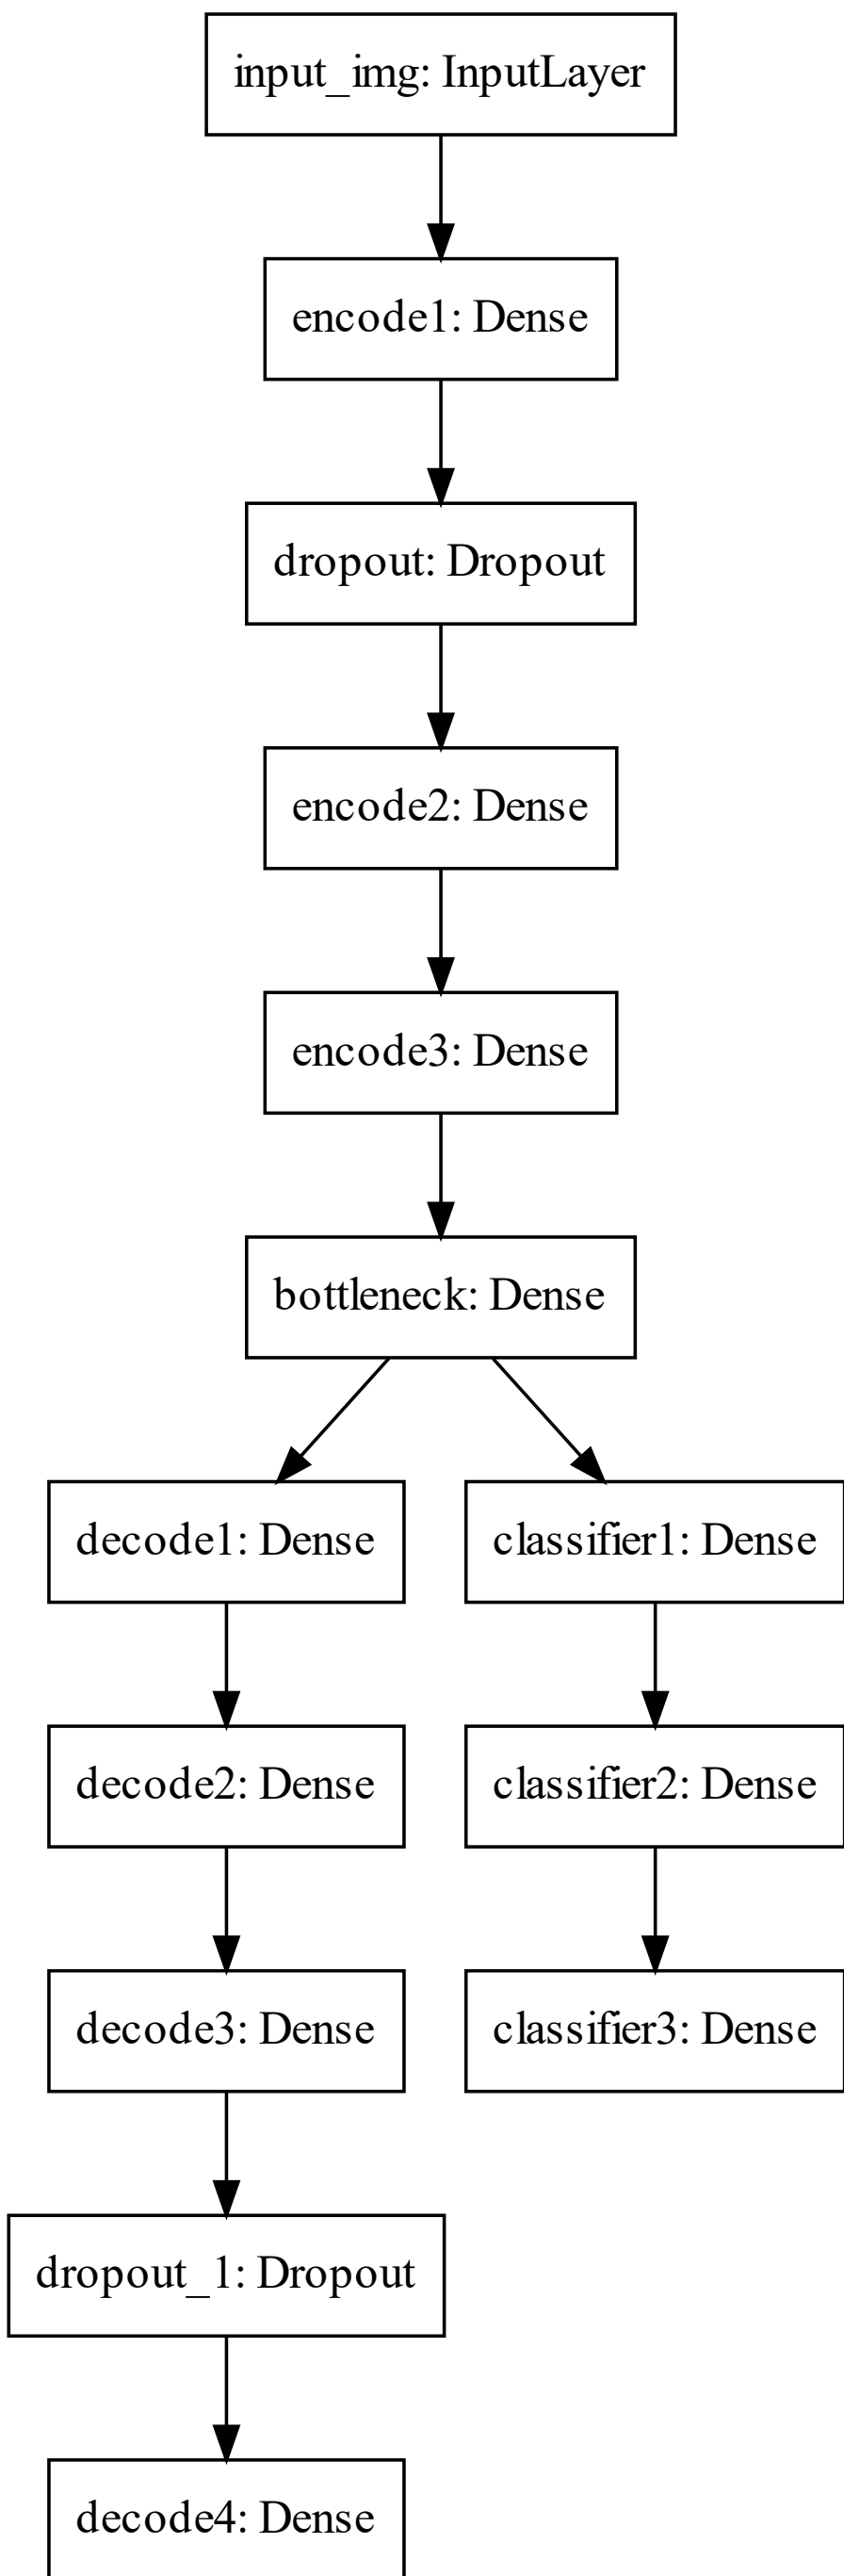 input_img: InputLayer
encode1: Dense
dropout: Dropout
encode2: Dense
encode3: Dense
bottleneck: Dense
decode1: Dense
classifier1: Dense
decode2: Dense
classifier2: Dense
decode3: Dense
classifier3: Dense
dropout_1: Dropout
decode4: Dense